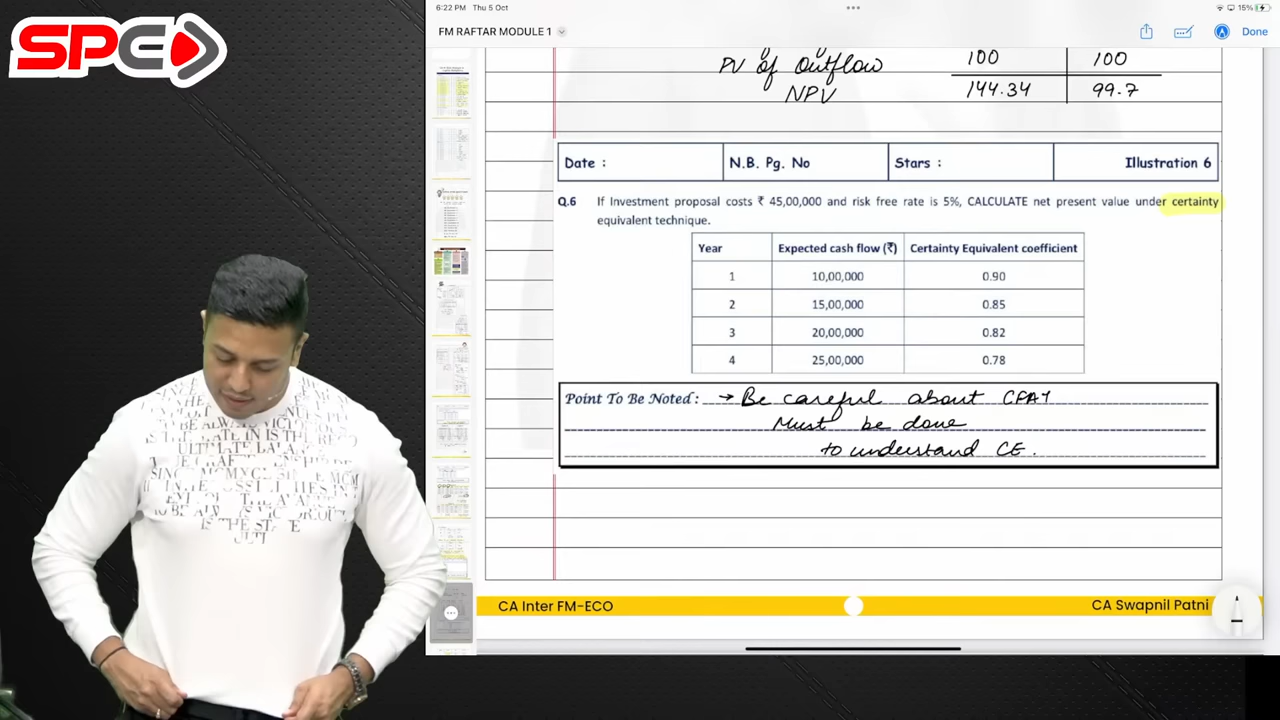 SPC
6:22 PM Thu 5 Oct
15%
FM RAFTAR MODULE 1
Done
PV of Outflow 100 100
NPV 144.34 99.7
Date : N.B. Pg. No Stars : Illustration 6
Q.6 If Investment proposal costs ₹ 45,00,000 and risk free rate is 5%, CALCULATE net present value under certainty
equivalent technique.
Year Expected cash flow (₹) Certainty Equivalent coefficient
1 10,00,000 0.90
2 15,00,000 0.85
3 20,00,000 0.82
4 25,00,000 0.78
Point To Be Noted : → Be careful about CFAT
Must be done
to understand CE.
CA Inter FM-ECO
CA Swapnil Patni